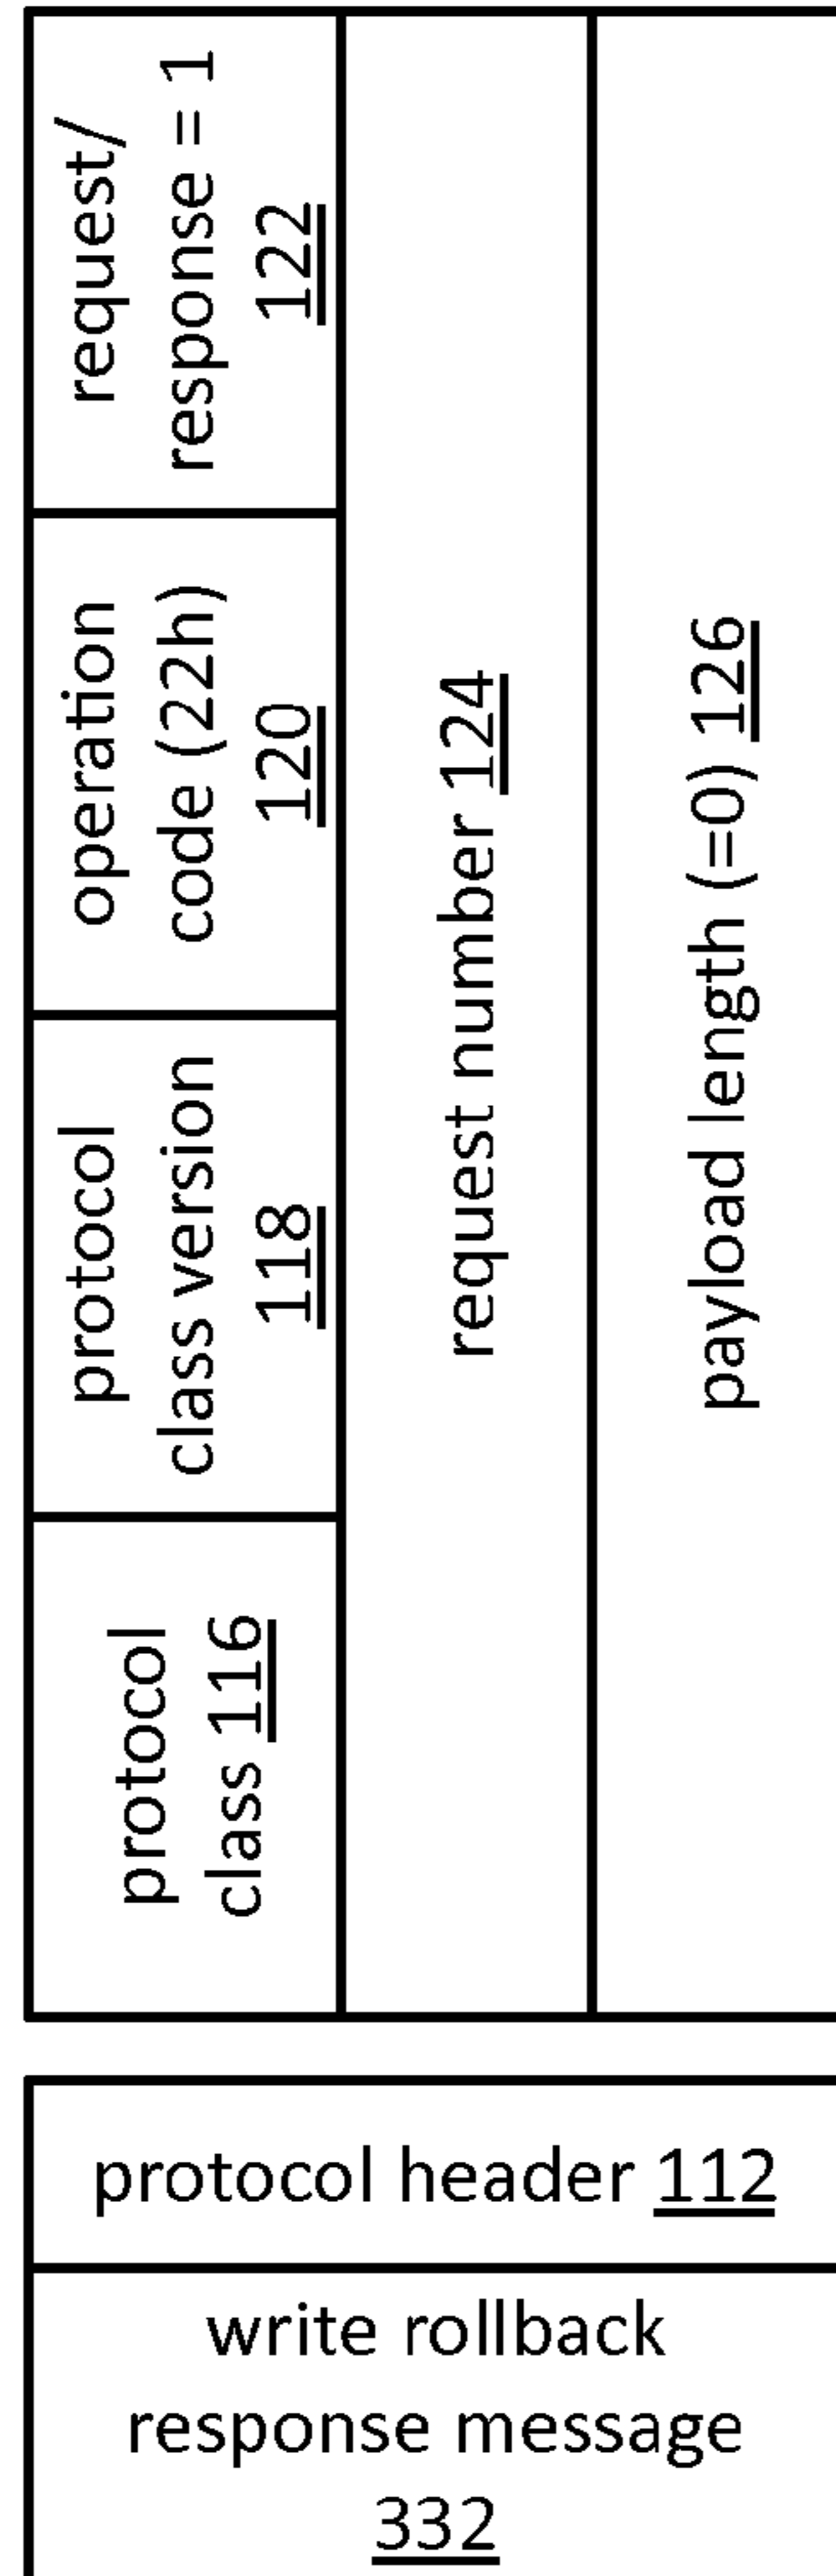 protocol
class 116
protocol
class version
118
operation
code (22h)
120
request/
response = 1
122
request number 124
payload length (=0) 126
protocol header 112
write rollback
response message
332